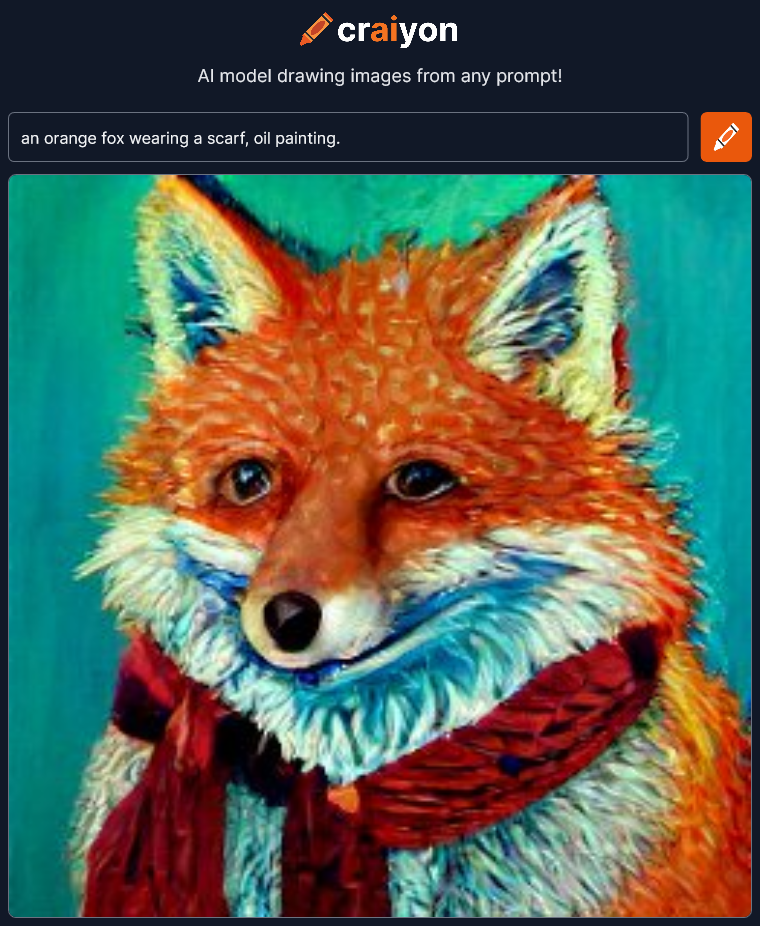 craiyon
AI model drawing images from any prompt!
an orange fox wearing a scarf, oil painting.